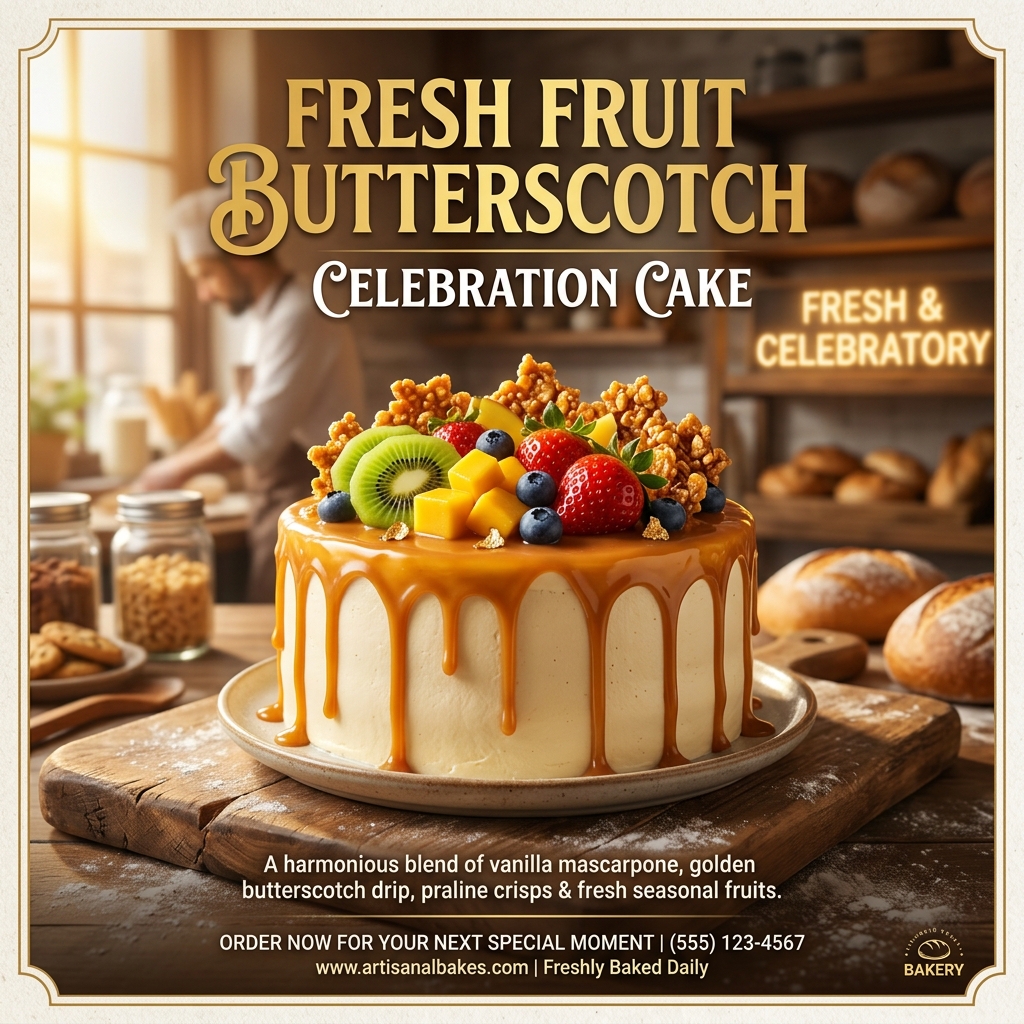 FRESH FRUIT
BUTTERSCOTCH
CELEBRATION CAKE
FRESH &
CELEBRATORY
A harmonious blend of vanilla mascarpone, golden
butterscotch drip, praline crisps & fresh seasonal fruits.
ORDER NOW FOR YOUR NEXT SPECIAL MOMENT | (555) 123-4567
www.artisanalbakes.com | Freshly Baked Daily
BAKERY